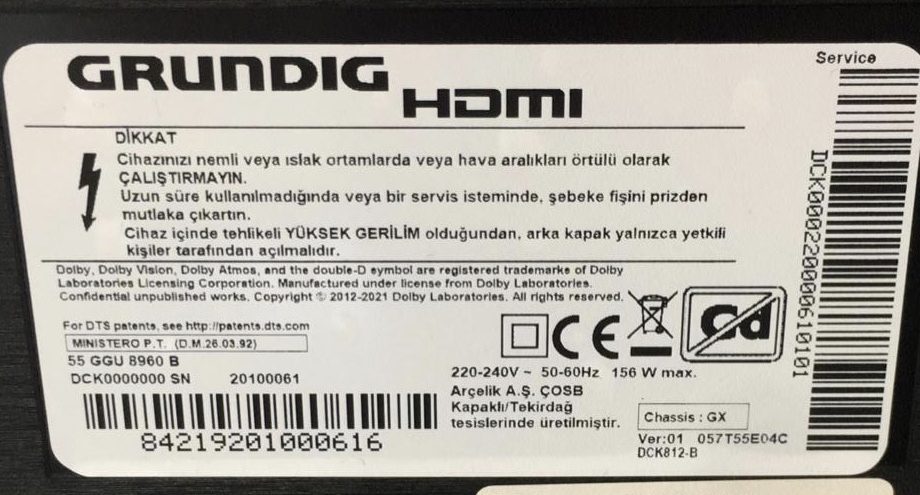 GRUNDIG
HDMI
Service
DİKKAT
Cihazınızı nemli veya ıslak ortamlarda veya hava aralıkları örtülü olarak
ÇALIŞTIRMAYIN.
Uzun süre kullanılmadığında veya bir servis isteminde, şebeke fişini prizden
mutlaka çıkartın.
Cihaz içinde tehlikeli YÜKSEK GERİLİM olduğundan, arka kapak yalnızca yetkili
kişiler tarafından açılmalıdır.
Dolby, Dolby Vision, Dolby Atmos, and the double-D symbol are registered trademarks of Dolby
Laboratories Licensing Corporation. Manufactured under license from Dolby Laboratories.
Confidential unpublished works. Copyright © 2012-2021 Dolby Laboratories. All rights reserved.
For DTS patents, see http://patents.dts.com
MINISTERO P.T. (D.M.26.03.92)
55 GGU 8960 B
DCK0000000 SN 20100061
84219201000616
CE
Cd
220-240V ~ 50-60Hz 156 W max.
Arçelik A.Ş. ÇOSB
Kapaklı/Tekirdağ
tesislerinde üretilmiştir.
Chassis : GX
Ver:01 057T55E04C
DCK812-B
DCK000220000610101